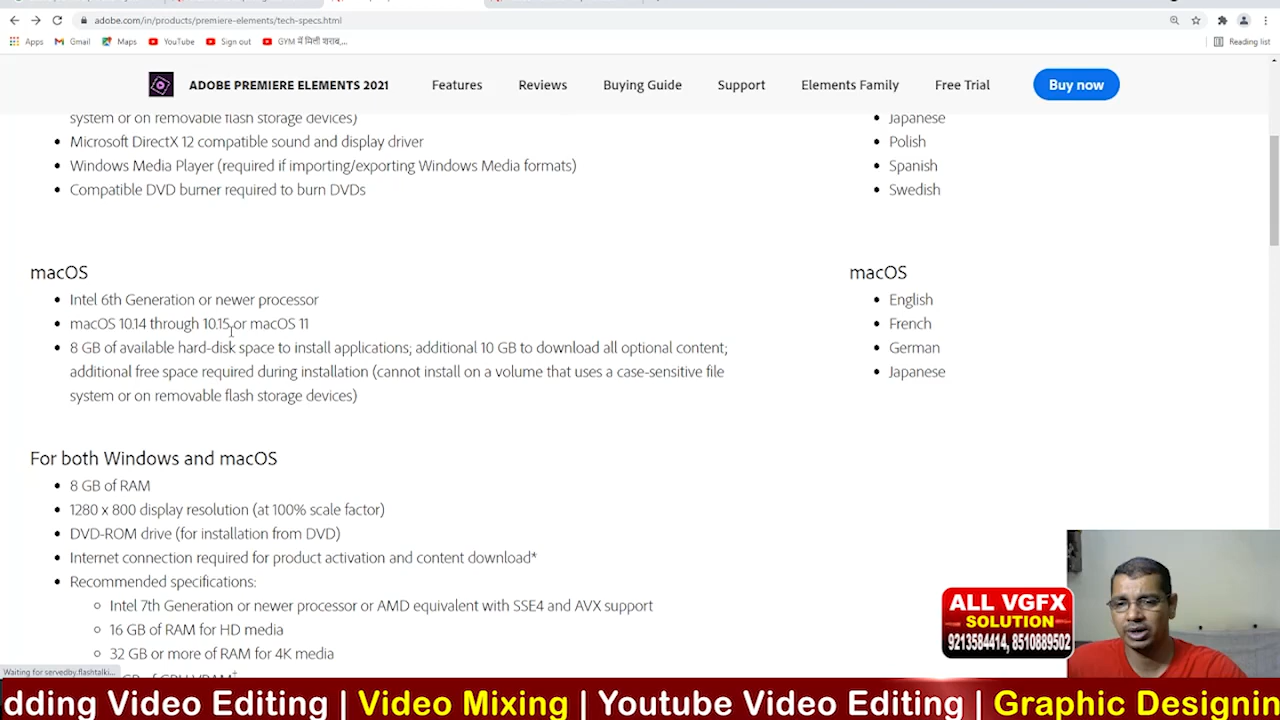 adobe.com/in/products/premiere-elements/tech-specs.html
Apps
Gmail
Maps
YouTube
Sign out
GYM में मिली शराब,...
Reading list
ADOBE PREMIERE ELEMENTS 2021
Features
Reviews
Buying Guide
Support
Elements Family
Free Trial
Buy now
system or on removable flash storage devices)
Microsoft DirectX 12 compatible sound and display driver
Windows Media Player (required if importing/exporting Windows Media formats)
Compatible DVD burner required to burn DVDs
Japanese
Polish
Spanish
Swedish
macOS
Intel 6th Generation or newer processor
macOS 10.14 through 10.15 or macOS 11
8 GB of available hard-disk space to install applications; additional 10 GB to download all optional content;
additional free space required during installation (cannot install on a volume that uses a case-sensitive file
system or on removable flash storage devices)
macOS
English
French
German
Japanese
For both Windows and macOS
8 GB of RAM
1280 x 800 display resolution (at 100% scale factor)
DVD-ROM drive (for installation from DVD)
Internet connection required for product activation and content download*
Recommended specifications:
Intel 7th Generation or newer processor or AMD equivalent with SSE4 and AVX support
16 GB of RAM for HD media
32 GB or more of RAM for 4K media
Waiting for servedby.flashtalki...
ALL VGFX
SOLUTION
9213584414, 8510889502
dding Video Editing | Video Mixing | Youtube Video Editing | Graphic Designin